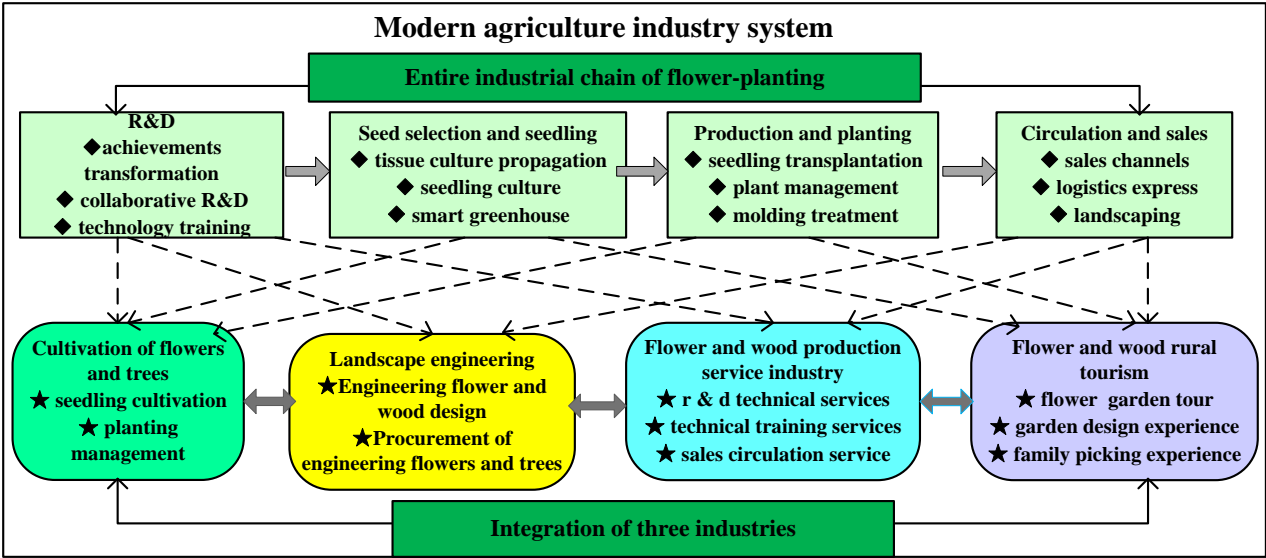 Modern agriculture industry system
Entire industrial chain of flower-planting
R&D
◆achievements
transformation
◆ collaborative R&D
◆ technology training
Seed selection and seedling
◆ tissue culture propagation
◆ seedling culture
◆ smart greenhouse
Production and planting
◆ seedling transplantation
◆ plant management
◆ molding treatment
Circulation and sales
◆ sales channels
◆ logistics express
◆ landscaping
Cultivation of flowers
and trees
★ seedling cultivation
★ planting
management
Landscape engineering
★Engineering flower and
wood design
★Procurement of
engineering flowers and trees
Flower and wood production
service industry
★ r & d technical services
★ technical training services
★ sales circulation service
Flower and wood rural
tourism
★ flower garden tour
★ garden design experience
★ family picking experience
Integration of three industries